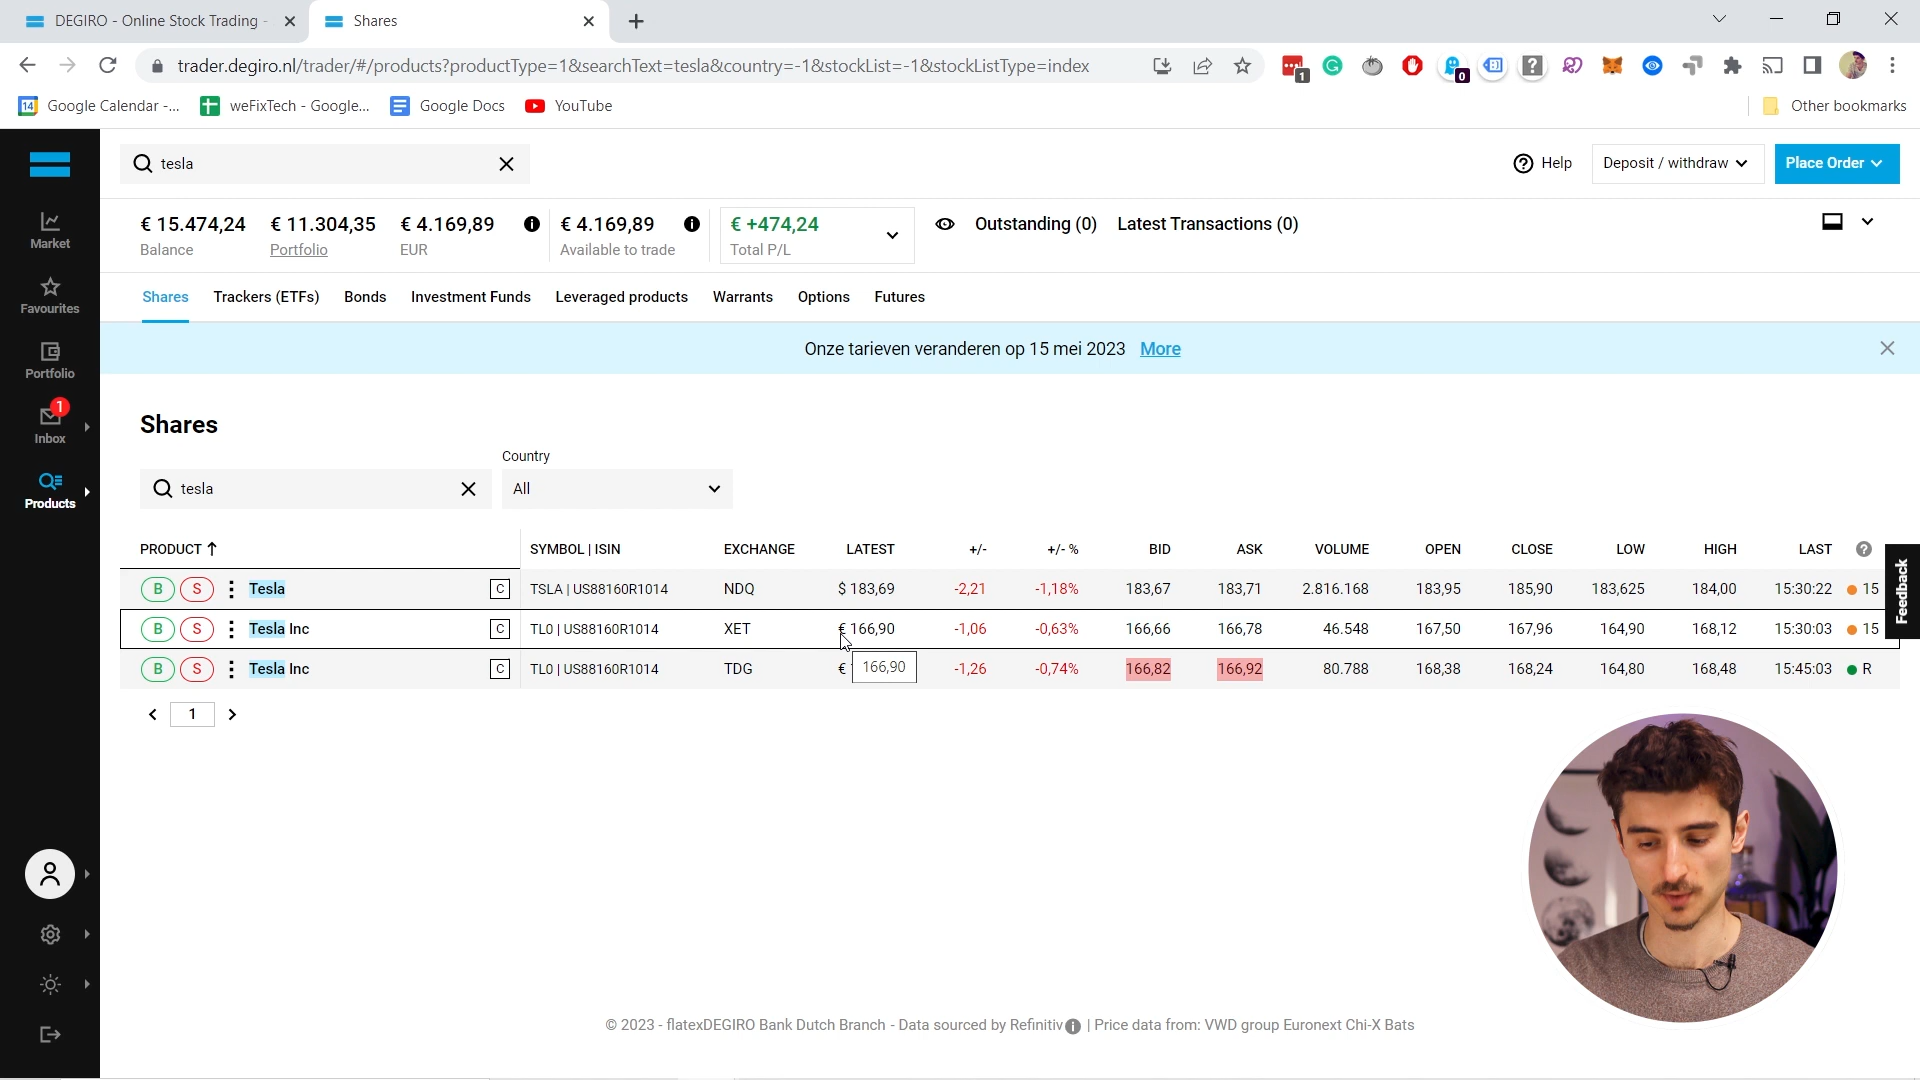 DEGIRO - Online Stock Trading -
Shares
trader.degiro.nl/trader/#/products?productType=1&searchText=tesla&country=-1&stockList=-1&stockListType=index
1
0
14
Google Calendar -...
weFixTech - Google...
Google Docs
YouTube
Other bookmarks
tesla
Help
Deposit / withdraw
Place Order
Market
Favourites
Portfolio
1
Inbox
Products
€ 15.474,24
Balance
€ 11.304,35
Portfolio
€ 4.169,89
EUR
€ 4.169,89
Available to trade
€ +474,24
Total P/L
Outstanding (0)
Latest Transactions (0)
Shares Trackers (ETFs) Bonds Investment Funds Leveraged products Warrants Options Futures
Onze tarieven veranderen op 15 mei 2023 More
Shares
Country
tesla
All
PRODUCT SYMBOL | ISIN EXCHANGE LATEST +/- +/- % BID ASK VOLUME OPEN CLOSE LOW HIGH LAST ?
B S Tesla C TSLA | US88160R1014 NDQ $ 183,69 -2,21 -1,18% 183,67 183,71 2.816.168 183,95 185,90 183,625 184,00 15:30:22 15
B S Tesla Inc C TL0 | US88160R1014 XET € 166,90 -1,06 -0,63% 166,66 166,78 46.548 167,50 167,96 164,90 168,12 15:30:03 15
B S Tesla Inc C TL0 | US88160R1014 TDG € -1,26 -0,74% 166,82 166,92 80.788 168,38 168,24 164,80 168,48 15:45:03 R
166,90
1
Feedback
© 2023 - flatexDEGIRO Bank Dutch Branch - Data sourced by Refinitiv | Price data from: VWD group Euronext Chi-X Bats